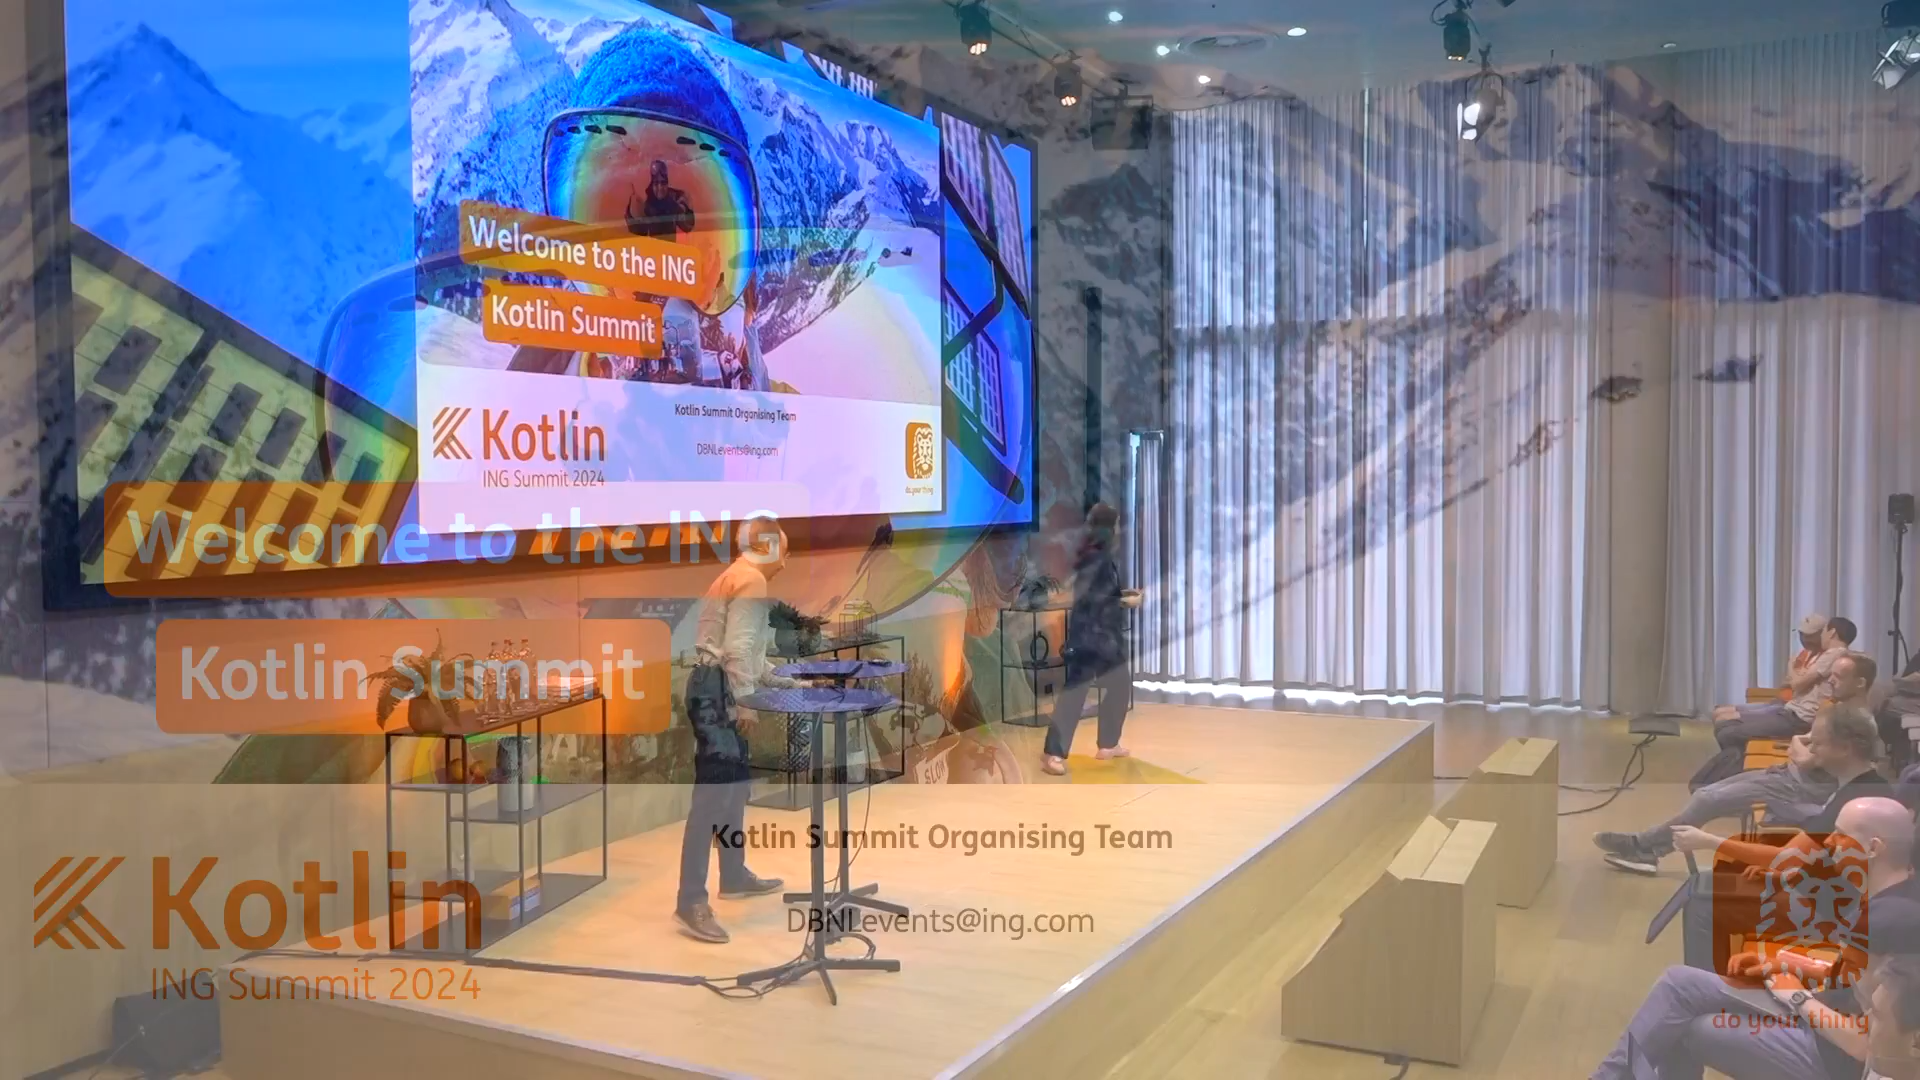 Welcome to the ING
Kotlin Summit
Kotlin
ING Summit 2024
Kotlin Summit Organising Team
DBNLevents@ing.com
do your thing
Welcome to the ING
Kotlin Summit
SLOW
Kotlin
ING Summit 2024
Kotlin Summit Organising Team
DBNLevents@ing.com
do your thing